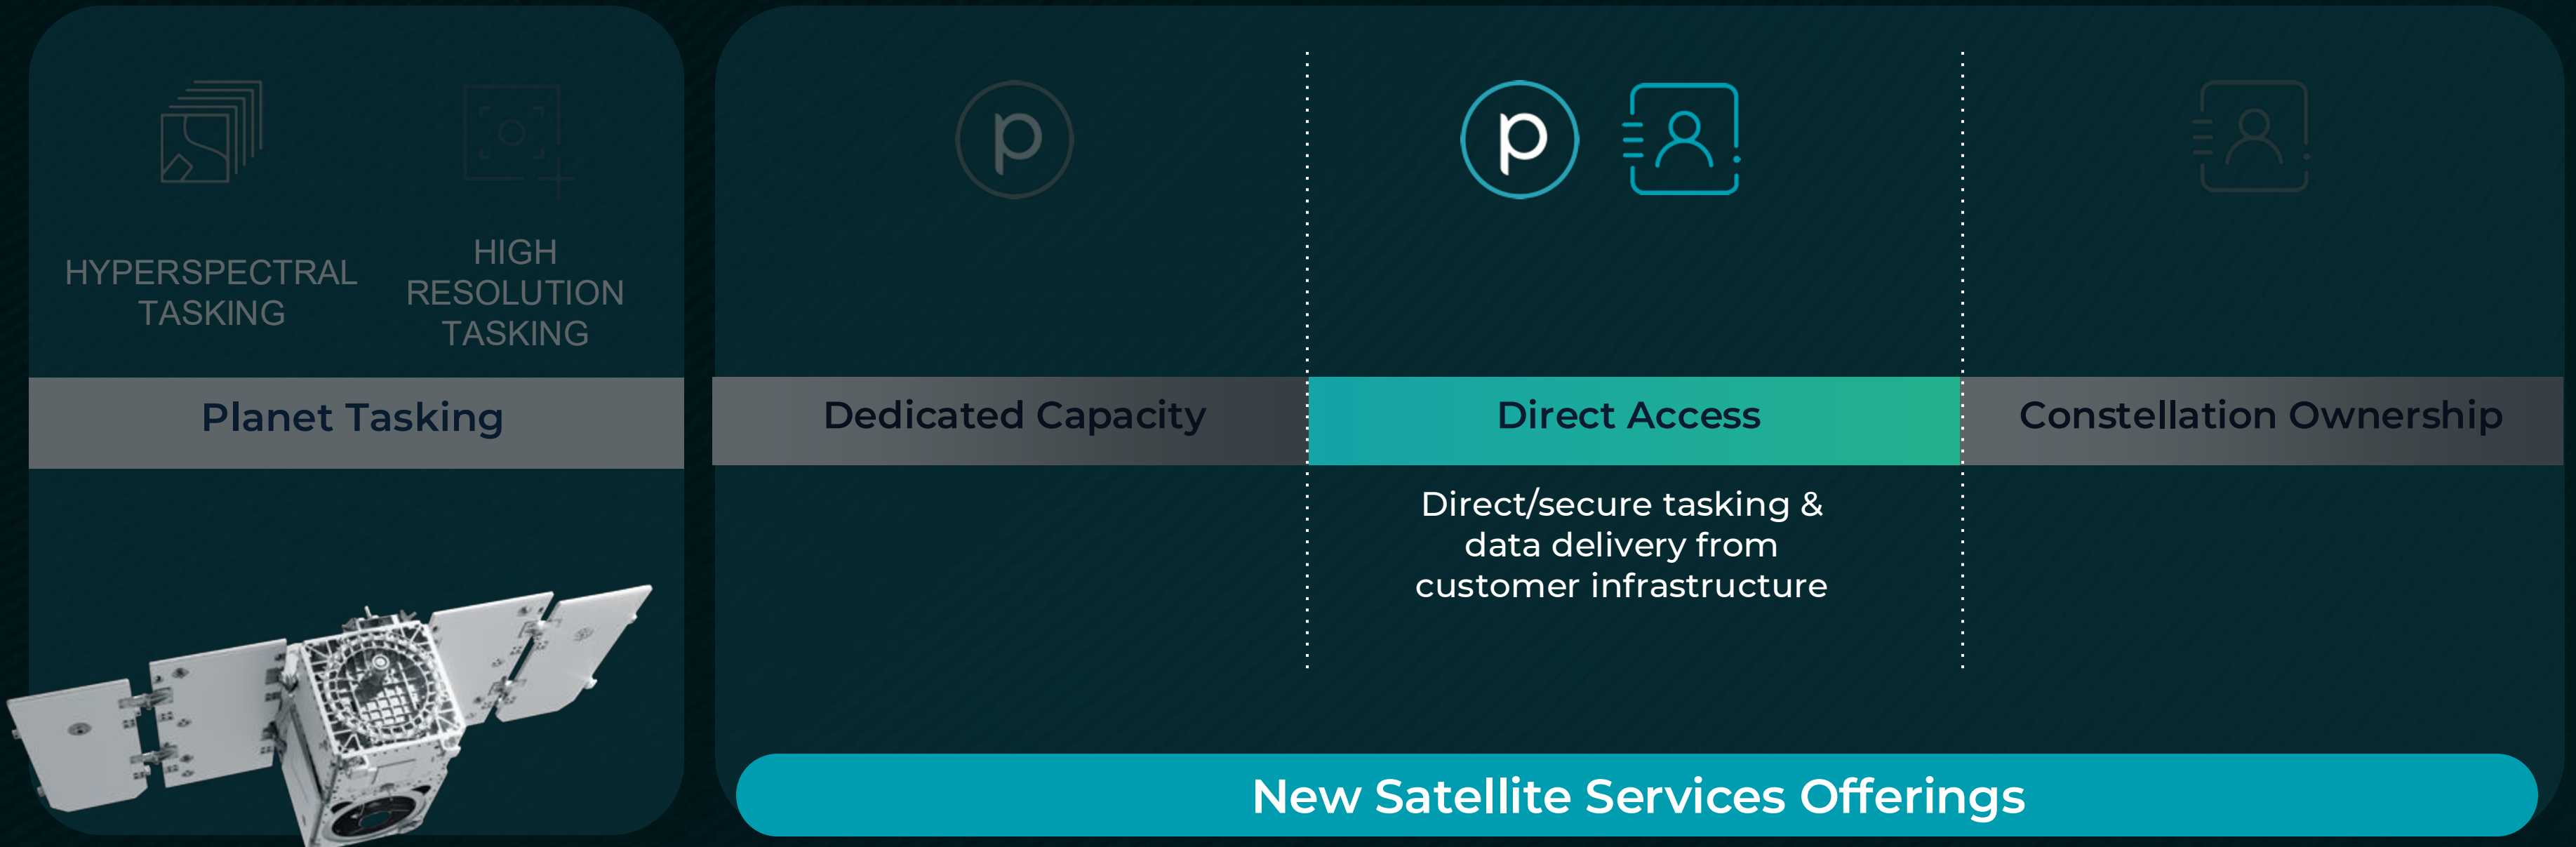 HYPERSPECTRAL
TASKING
HIGH
RESOLUTION
TASKING
Planet Tasking
p
p
Dedicated Capacity
Direct Access
Constellation Ownership
Direct/secure tasking &
data delivery from
customer infrastructure
New Satellite Services Offerings